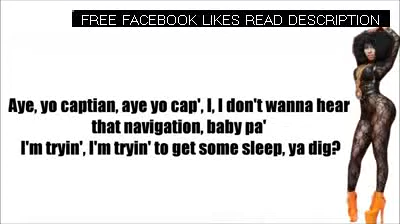 FREE FACEBOOK LIKES READ DESCRIPTION
Aye, yo captian, aye yo cap', I, I don't wanna hear
that navigation, baby pa'
I'm tryin', I'm tryin' to get some sleep, ya dig?